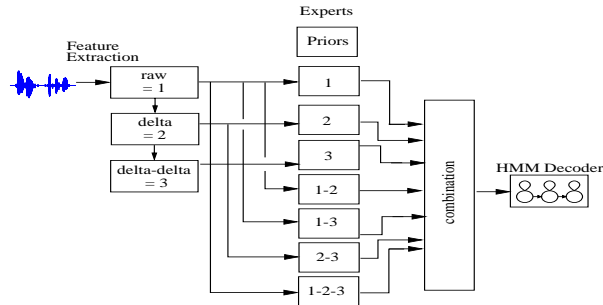 Experts
Priors
Feature
Extraction
raw
= 1
delta
= 2
delta-delta
= 3
1
2
3
1-2
1-3
2-3
1-2-3
combination
HMM Decoder